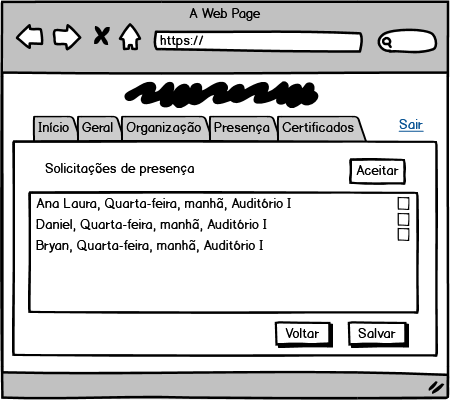 A Web Page
https://
Início Geral Organização Presença Certificados Sair
Solicitações de presença Aceitar
Ana Laura, Quarta-feira, manhã, Auditório I
Daniel, Quarta-feira, manhã, Auditório I
Bryan, Quarta-feira, manhã, Auditório I
Voltar Salvar